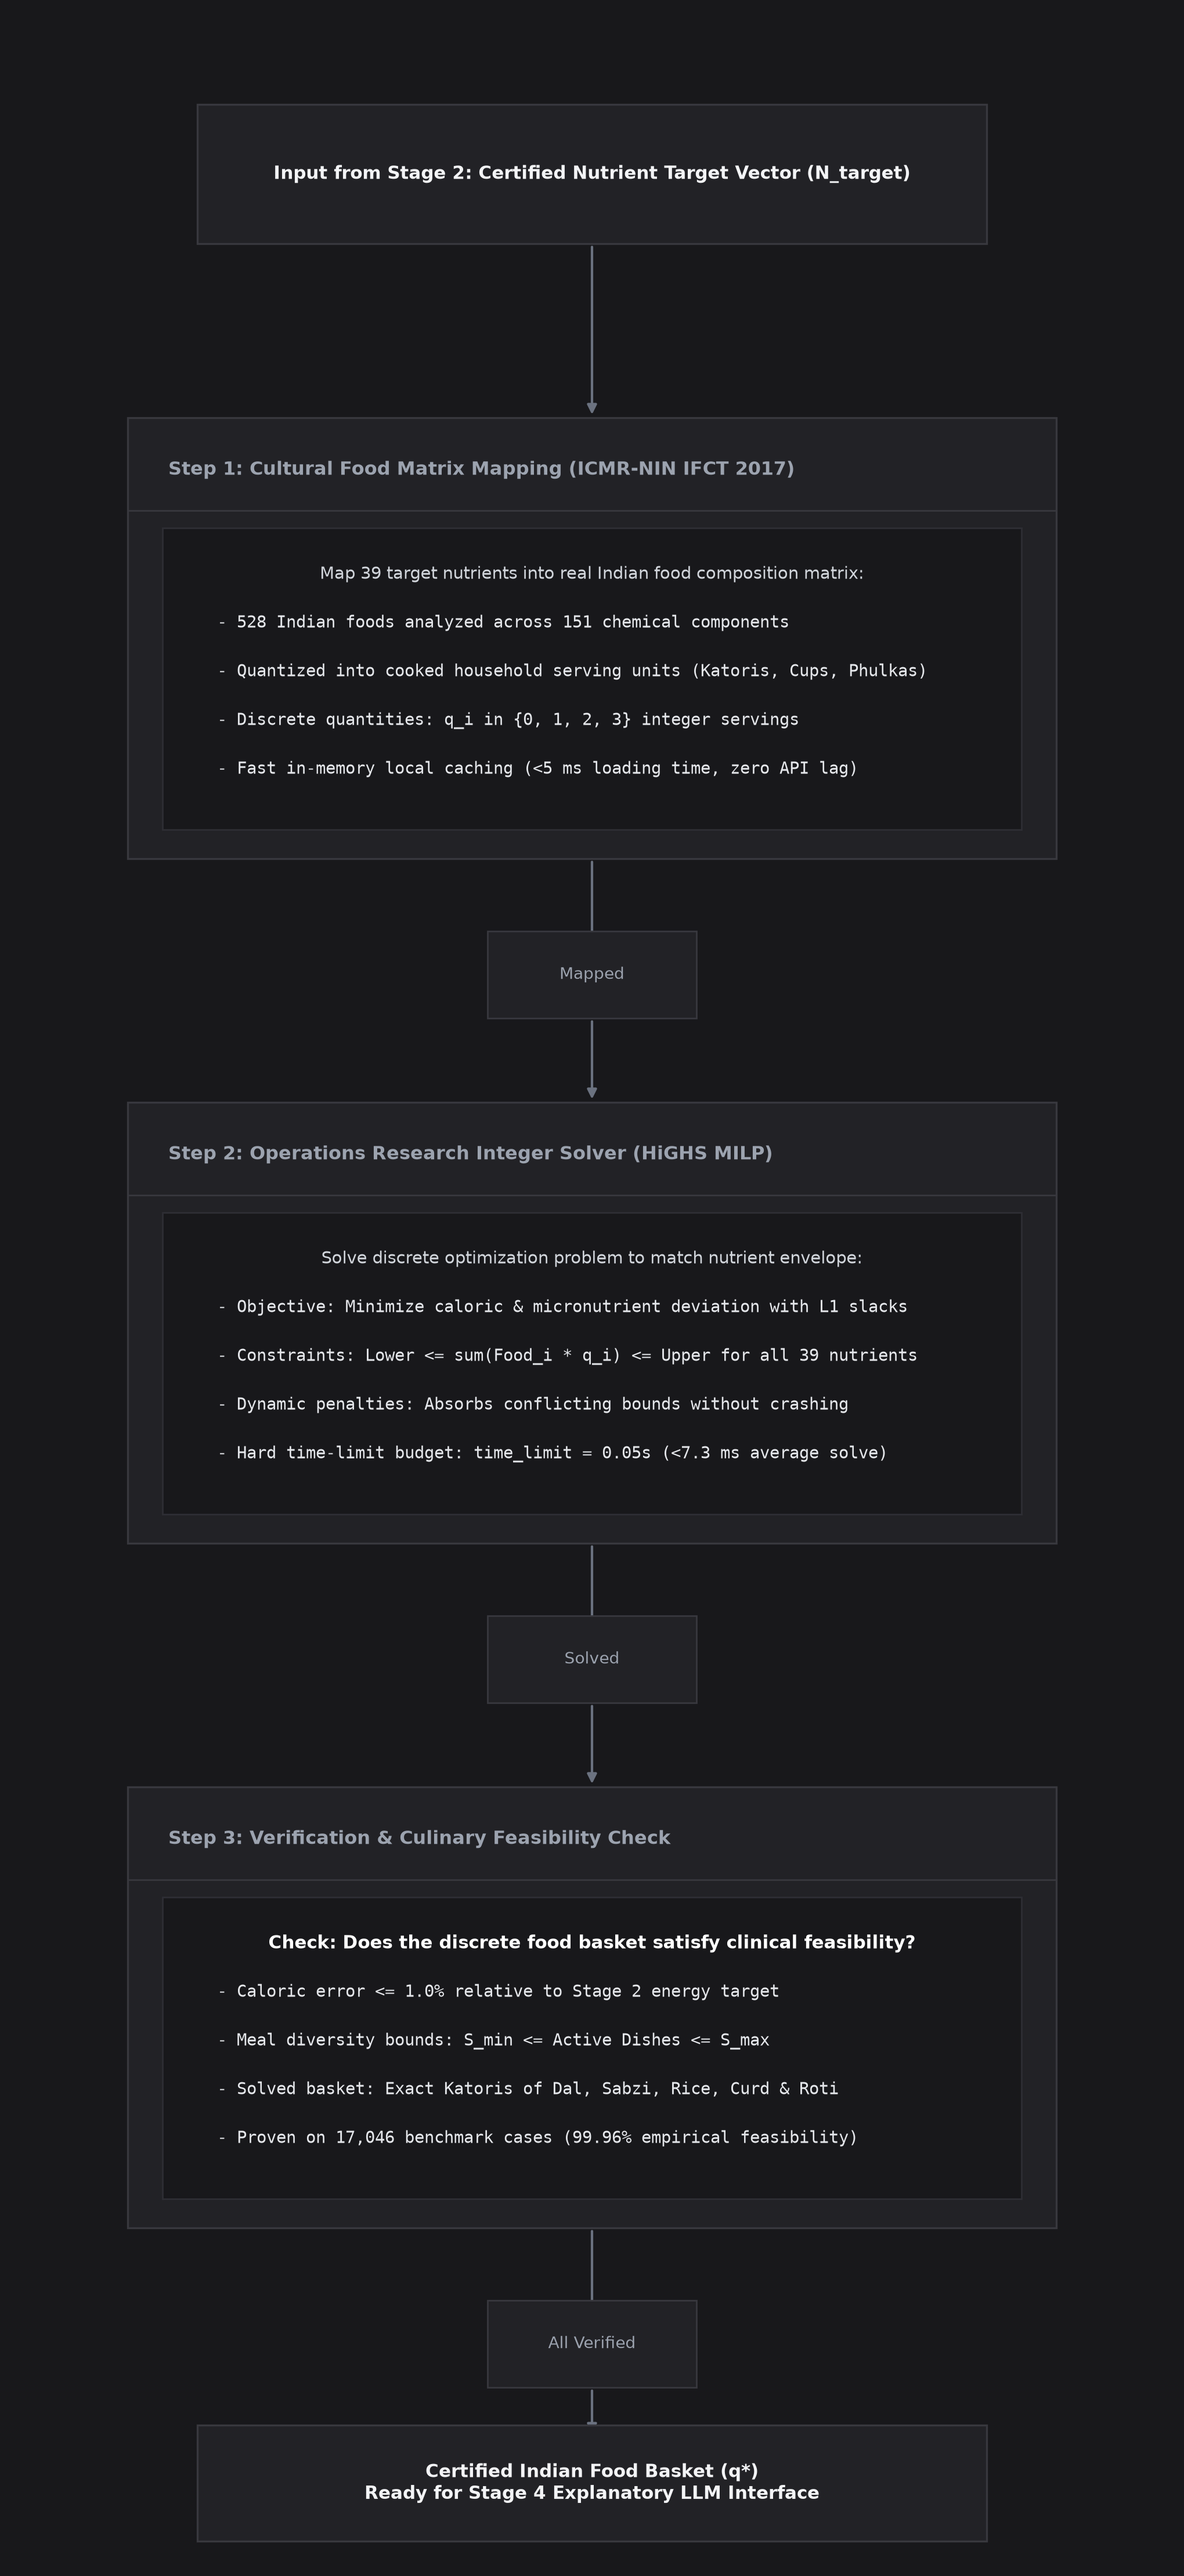 Input from Stage 2: Certified Nutrient Target Vector (N_target)
Step 1: Cultural Food Matrix Mapping (ICMR-NIN IFCT 2017)
Map 39 target nutrients into real Indian food composition matrix:
- 528 Indian foods analyzed across 151 chemical components
- Quantized into cooked household serving units (Katoris, Cups, Phulkas)
- Discrete quantities: q_i in {0, 1, 2, 3} integer servings
- Fast in-memory local caching (<5 ms loading time, zero API lag)
Mapped
Step 2: Operations Research Integer Solver (HiGHS MILP)
Solve discrete optimization problem to match nutrient envelope:
- Objective: Minimize caloric & micronutrient deviation with L1 slacks
- Constraints: Lower <= sum(Food_i * q_i) <= Upper for all 39 nutrients
- Dynamic penalties: Absorbs conflicting bounds without crashing
- Hard time-limit budget: time_limit = 0.05s (<7.3 ms average solve)
Solved
Step 3: Verification & Culinary Feasibility Check
Check: Does the discrete food basket satisfy clinical feasibility?
- Caloric error <= 1.0% relative to Stage 2 energy target
- Meal diversity bounds: S_min <= Active Dishes <= S_max
- Solved basket: Exact Katoris of Dal, Sabzi, Rice, Curd & Roti
- Proven on 17,046 benchmark cases (99.96% empirical feasibility)
All Verified
Certified Indian Food Basket (q*)
Ready for Stage 4 Explanatory LLM Interface